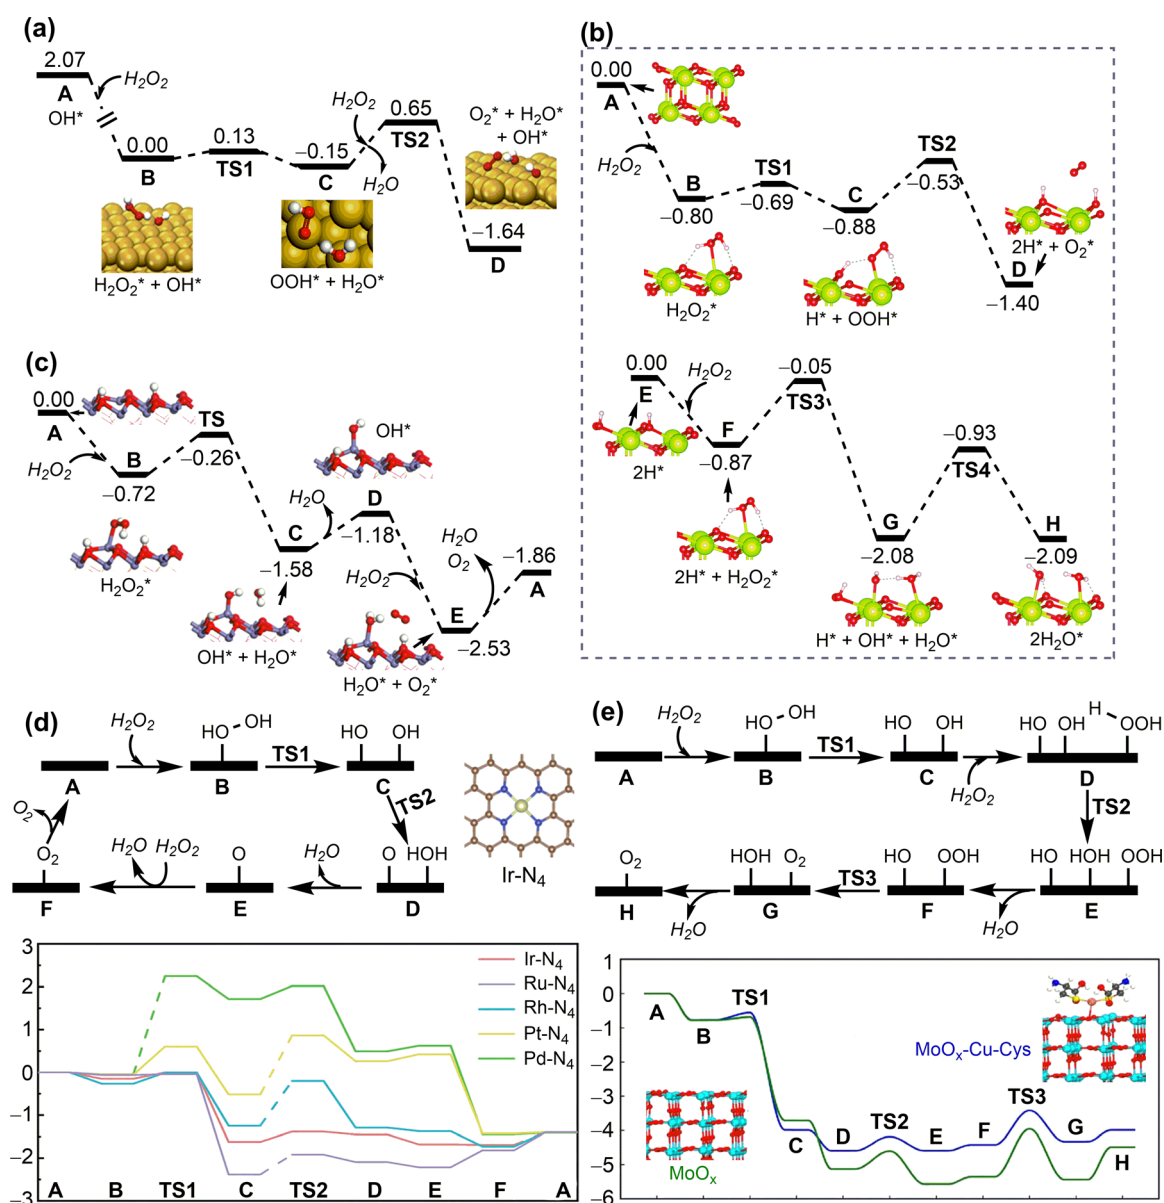 (a)
2.07
A
OH*
H2O2
0.00
B
H2O2* + OH*
0.13
TS1
−0.15
C
OOH* + H2O*
H2O2
H2O
0.65
TS2
O2* + H2O*
+ OH*
−1.64
D
(b)
0.00
A
H2O2
B
−0.80
H2O2*
TS1
−0.69
C
−0.88
H* + OOH*
TS2
−0.53
2H* + O2*
D
−1.40
0.00
E
2H*
H2O2
F
−0.87
2H* + H2O2*
−0.05
TS3
G
−2.08
H* + OH* + H2O*
−0.93
TS4
H
−2.09
2H2O*
(c)
0.00
A
H2O2
B
−0.72
H2O2*
TS
−0.26
C
−1.58
OH* + H2O*
H2O
OH*
D
−1.18
H2O2
E
−2.53
H2O* + O2*
H2O
O2
−1.86
A
(d)
A
H2O2
HO
OH
B
TS1
HO OH
C
TS2
Ir-N4
O HOH
D
H2O
O
E
H2O2
H2O
O2
F
O2
3
2
1
0
−1
−2
−3
Ir-N4
Ru-N4
Rh-N4
Pt-N4
Pd-N4
A B TS1 C TS2 D E F A
(e)
A
H2O2
HO
OH
B
TS1
HO OH
C
H2O2
HO OH H OOH
D
TS2
HO HOH OOH
E
H2O
HO OOH
F
TS3
HOH O2
G
H2O
O2
H
1
0
−1
−2
−3
−4
−5
−6
A
B
TS1
C
D
TS2
E
F
TS3
G
H
MoOx-Cu-Cys
MoOx